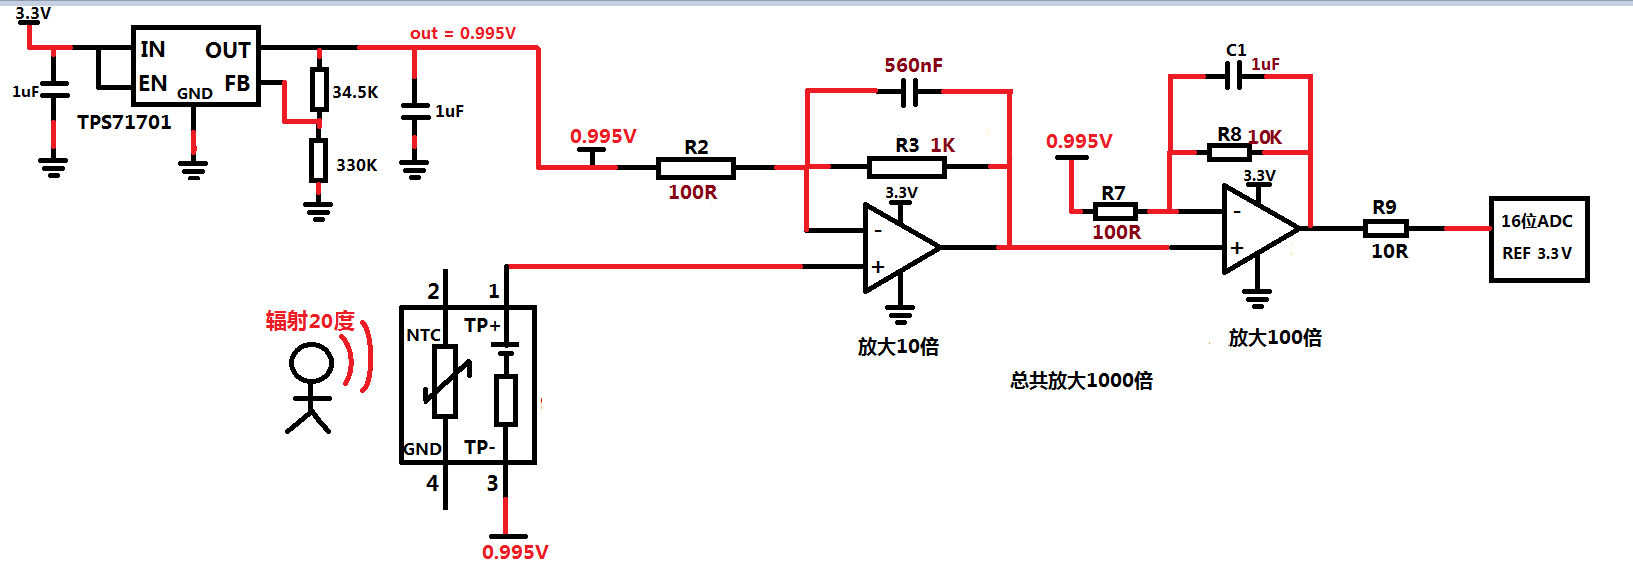 3.3V
IN
OUT
EN
FB
GND
TPS71701
1uF
34.5K
330K
out = 0.995V
1uF
0.995V
R2
100R
560nF
R3 1K
3.3V
-
+
放大10倍
0.995V
R7
100R
C1
1uF
R8 10K
3.3V
-
+
放大100倍
R9
10R
16位ADC
REF 3.3V
总共放大1000倍
辐射20度
2
1
NTC
TP+
GND
TP-
4
3
0.995V